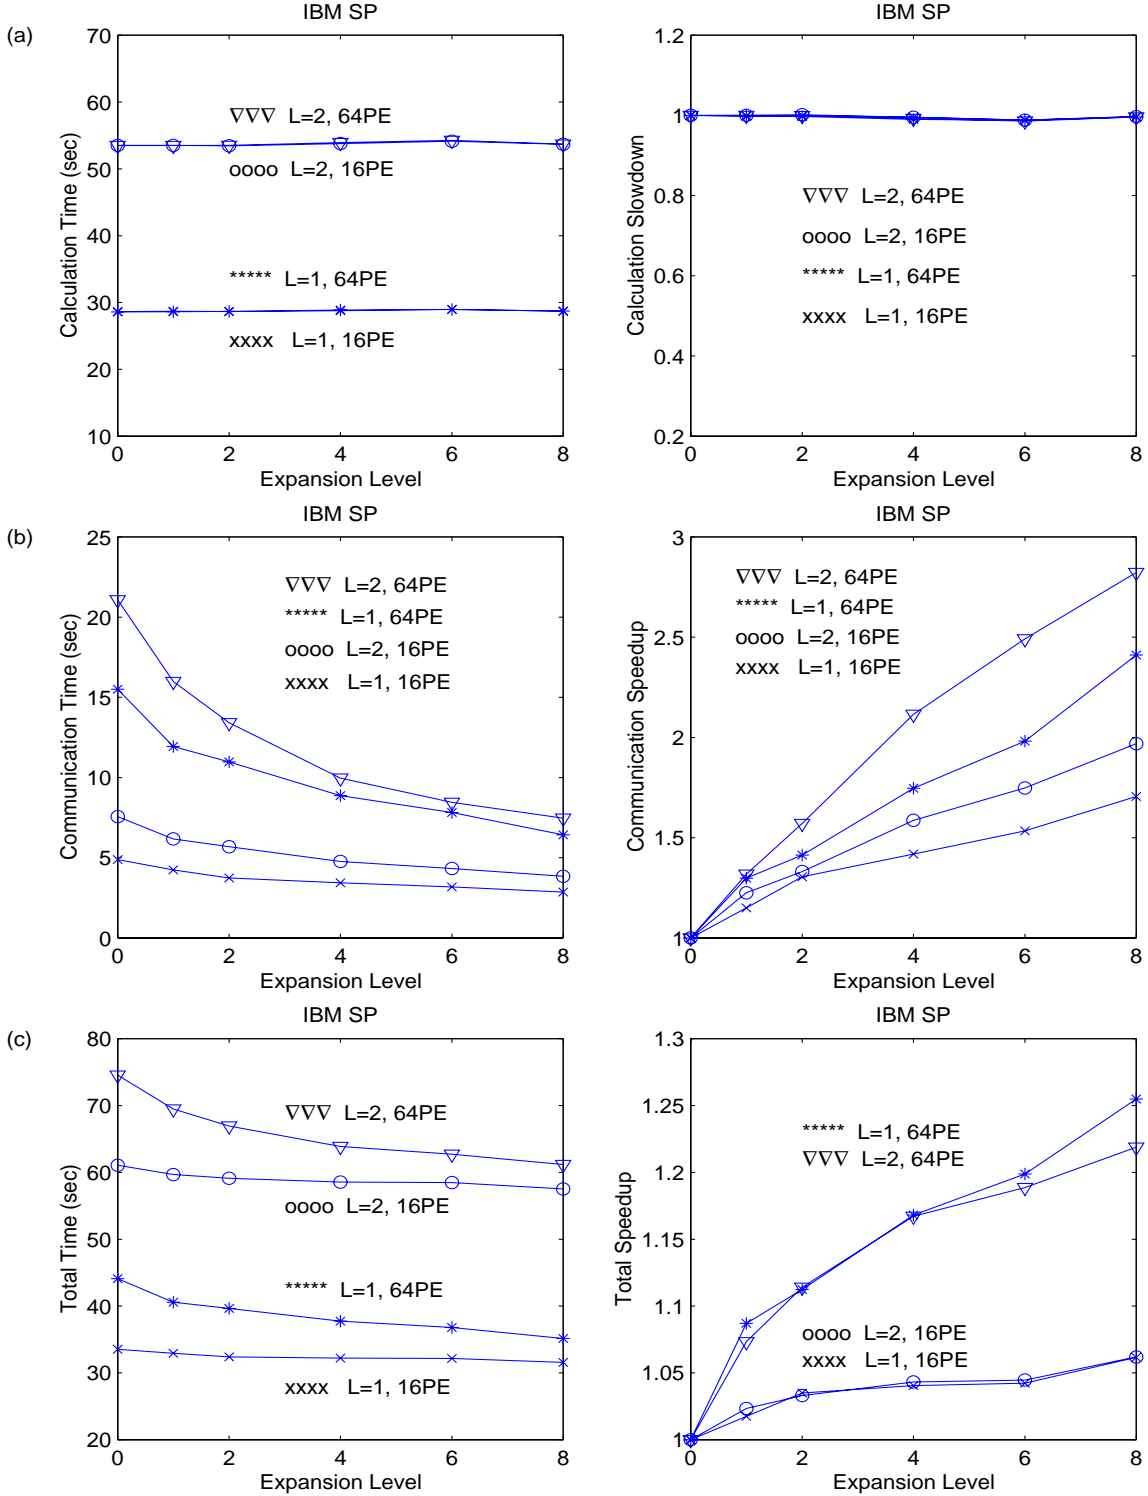 IBM SP
(a)
70
60
50
40
30
20
10
Calculation Time (sec)
∇∇∇ L=2, 64PE
oooo L=2, 16PE
***** L=1, 64PE
xxxx L=1, 16PE
0 2 4 6 8
Expansion Level
IBM SP
1.2
1
0.8
0.6
0.4
0.2
Calculation Slowdown
∇∇∇ L=2, 64PE
oooo L=2, 16PE
***** L=1, 64PE
xxxx L=1, 16PE
0 2 4 6 8
Expansion Level
IBM SP
(b)
25
20
15
10
5
0
Communication Time (sec)
∇∇∇ L=2, 64PE
***** L=1, 64PE
oooo L=2, 16PE
xxxx L=1, 16PE
0 2 4 6 8
Expansion Level
IBM SP
3
2.5
2
1.5
1
Communication Speedup
∇∇∇ L=2, 64PE
***** L=1, 64PE
oooo L=2, 16PE
xxxx L=1, 16PE
0 2 4 6 8
Expansion Level
IBM SP
(c)
80
70
60
50
40
30
20
Total Time (sec)
∇∇∇ L=2, 64PE
oooo L=2, 16PE
***** L=1, 64PE
xxxx L=1, 16PE
0 2 4 6 8
Expansion Level
IBM SP
1.3
1.25
1.2
1.15
1.1
1.05
1
Total Speedup
***** L=1, 64PE
∇∇∇ L=2, 64PE
oooo L=2, 16PE
xxxx L=1, 16PE
0 2 4 6 8
Expansion Level